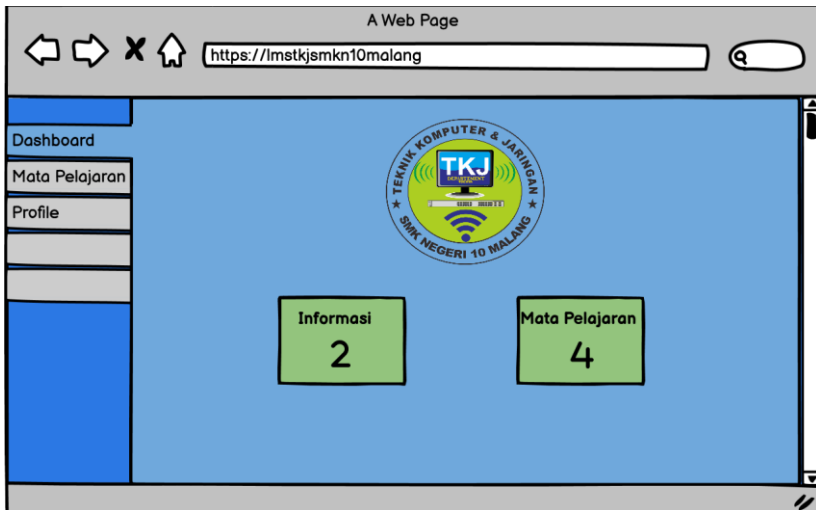 A Web Page
https://lmstkjsmkn10malang
Dashboard
Mata Pelajaran
Profile
TEKNIK KOMPUTER & JARINGAN
TKJ
SMK NEGERI 10 MALANG
Informasi
2
Mata Pelajaran
4